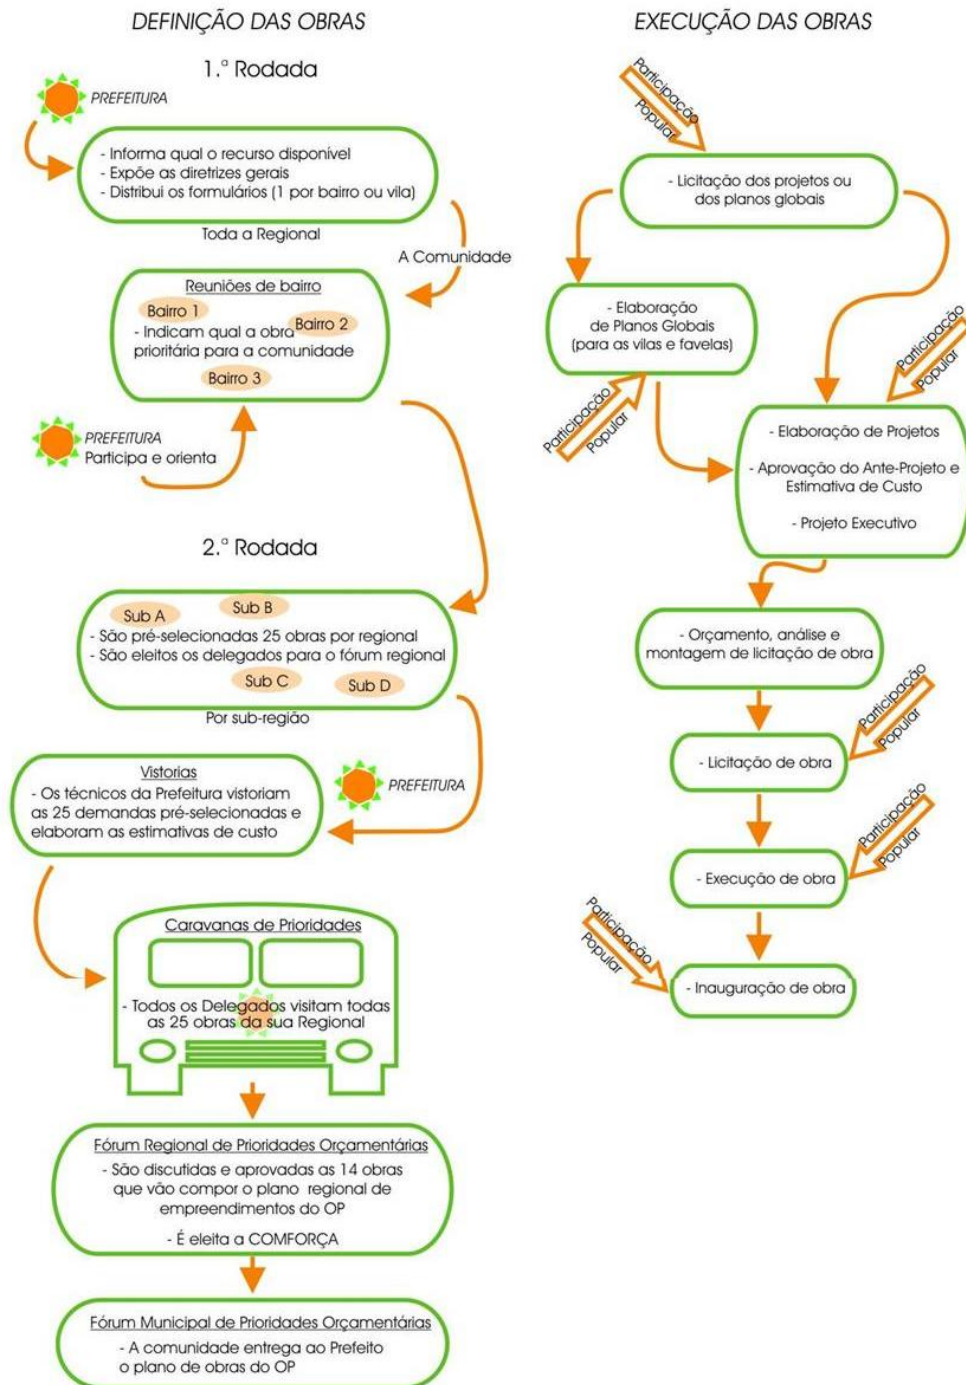 DEFINIÇÃO DAS OBRAS
1.ª Rodada
PREFEITURA
- Informa qual o recurso disponível
- Expõe as diretrizes gerais
- Distribui os formulários (1 por bairro ou vila)
Toda a Regional
A Comunidade
Reuniões de bairro
Bairro 1
- Indicam qual a obra
Bairro 2
prioritária para a comunidade
Bairro 3
PREFEITURA
Participa e orienta
2.ª Rodada
Sub A
Sub B
- São pré-selecionadas 25 obras por regional
- São eleitos os delegados para o fórum regional
Sub C
Sub D
Por sub-região
Vistorias
- Os técnicos da Prefeitura vistoriam
as 25 demandas pré-selecionadas e
elaboram as estimativas de custo
PREFEITURA
Caravanas de Prioridades
- Todos os Delegados visitam todas
as 25 obras da sua Regional
Fórum Regional de Prioridades Orçamentárias
- São discutidas e aprovadas as 14 obras
que vão compor o plano regional de
empreendimentos do OP
- É eleita a COMFORÇA
Fórum Municipal de Prioridades Orçamentárias
- A comunidade entrega ao Prefeito
o plano de obras do OP
EXECUÇÃO DAS OBRAS
Participação
Popular
- Licitação dos projetos ou
dos planos globais
- Elaboração
de Planos Globais
(para as vilas e favelas)
Participação
Popular
Participação
Popular
- Elaboração de Projetos
- Aprovação do Ante-Projeto e
Estimativa de Custo
- Projeto Executivo
- Orçamento, análise e
montagem de licitação de obra
Participação
Popular
- Licitação de obra
Participação
Popular
- Execução de obra
Participação
Popular
- Inauguração de obra